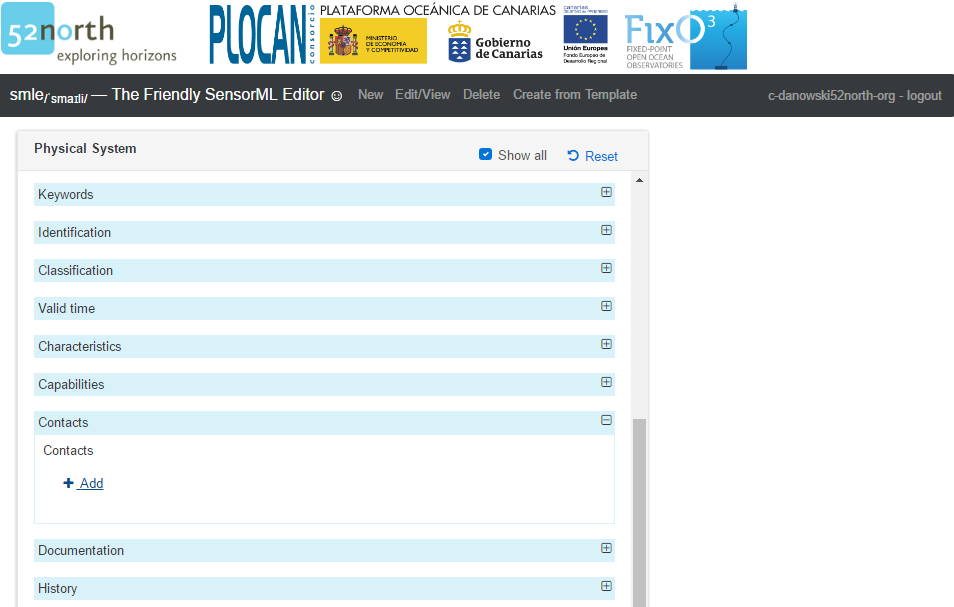 52north
exploring horizons
PLOCAN
consorcio
PLATAFORMA OCEÁNICA DE CANARIAS
MINISTERIO
DE ECONOMÍA
Y COMPETITIVIDAD
Gobierno
de Canarias
canarias
Unión Europea
Fondo Europeo de
Desarrollo Regional
FixO3
FIXED-POINT
OPEN OCEAN
OBSERVATORIES
smle/ˈsmaɪli/ — The Friendly SensorML Editor ☺ New Edit/View Delete Create from Template c-danowski52north-org - logout
Physical System
Show all Reset
Keywords
Identification
Classification
Valid time
Characteristics
Capabilities
Contacts
Contacts
Add
Documentation
History